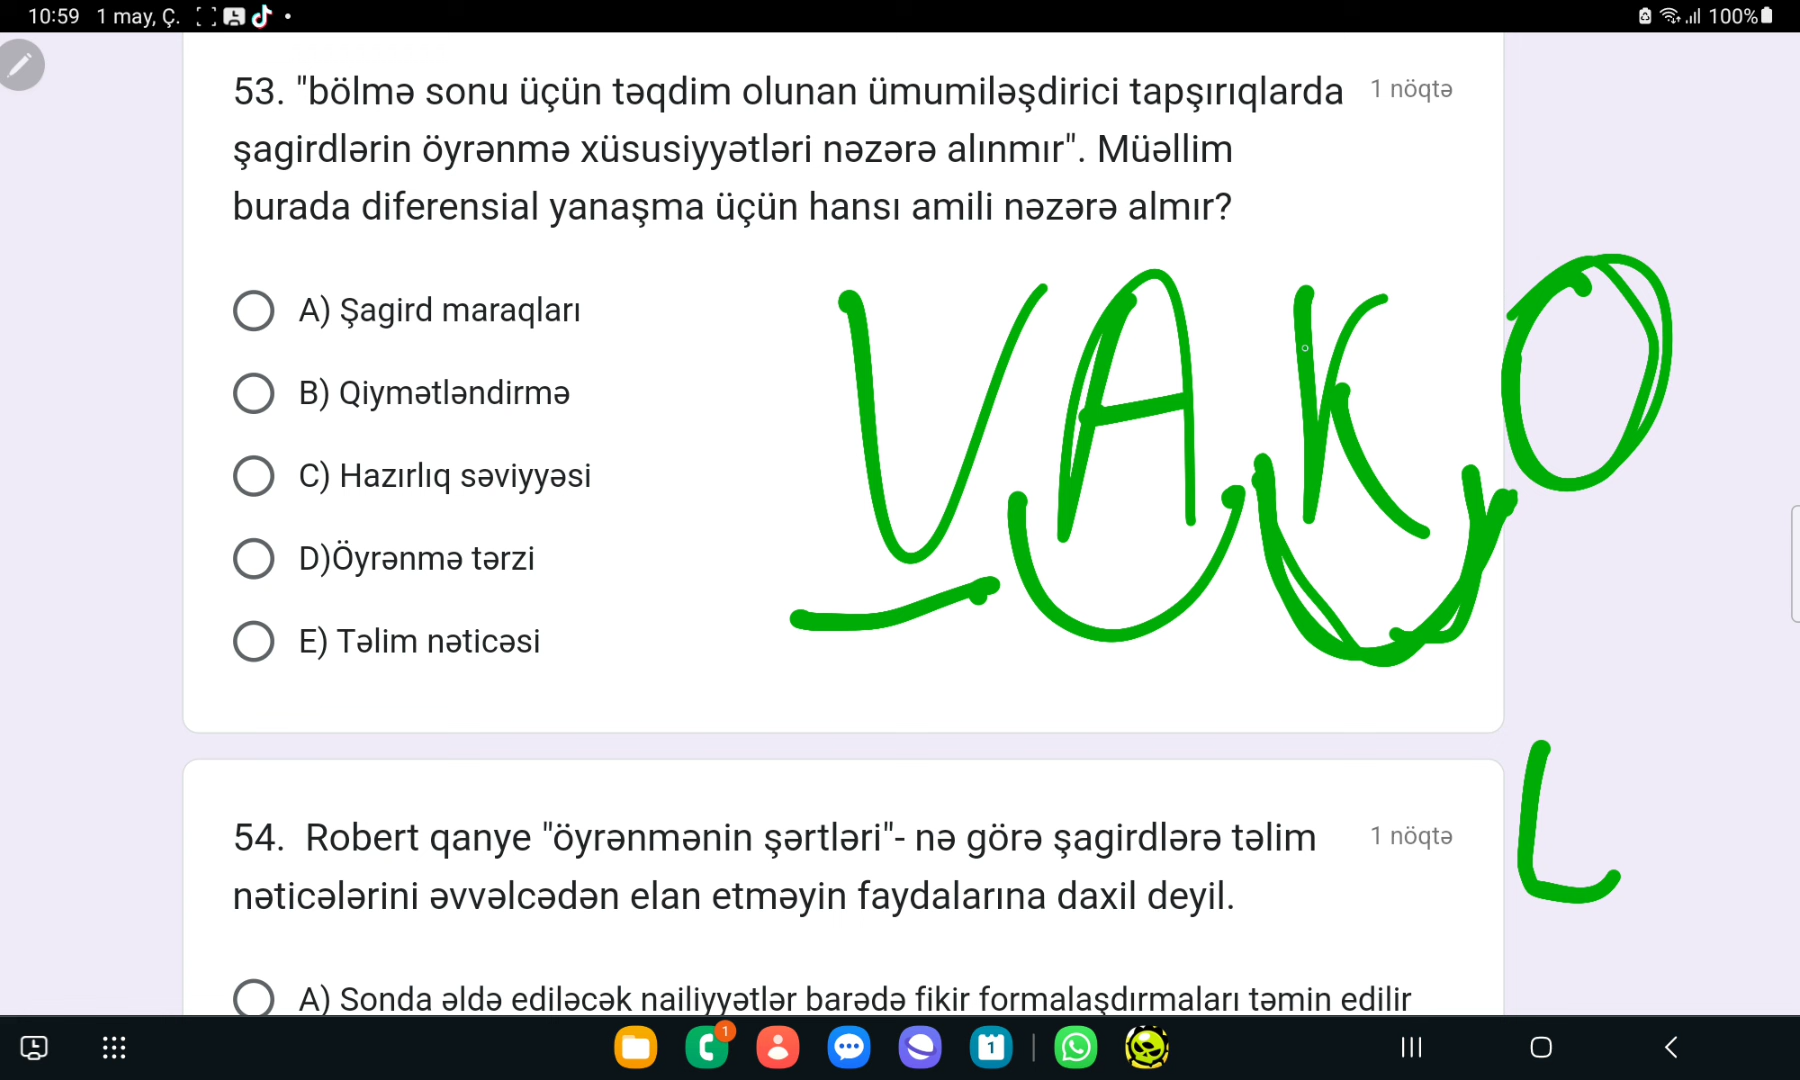 10:59 1 may, Ç. 100%
53. "bölmə sonu üçün təqdim olunan ümumiləşdirici tapşırıqlarda 1 nöqtə
şagirdlərin öyrənmə xüsusiyyətləri nəzərə alınmır". Müəllim
burada diferensial yanaşma üçün hansı amili nəzərə almır?
A) Şagird maraqları
B) Qiymətləndirmə
C) Hazırlıq səviyyəsi
D)Öyrənmə tərzi
E) Təlim nəticəsi
VAKO
L
54. Robert qanye "öyrənmənin şərtləri"- nə görə şagirdlərə təlim 1 nöqtə
nəticələrini əvvəlcədən elan etməyin faydalarına daxil deyil.
A) Sonda əldə ediləcək nailiyyətlər barədə fikir formalaşdırmaları təmin edilir
1
1